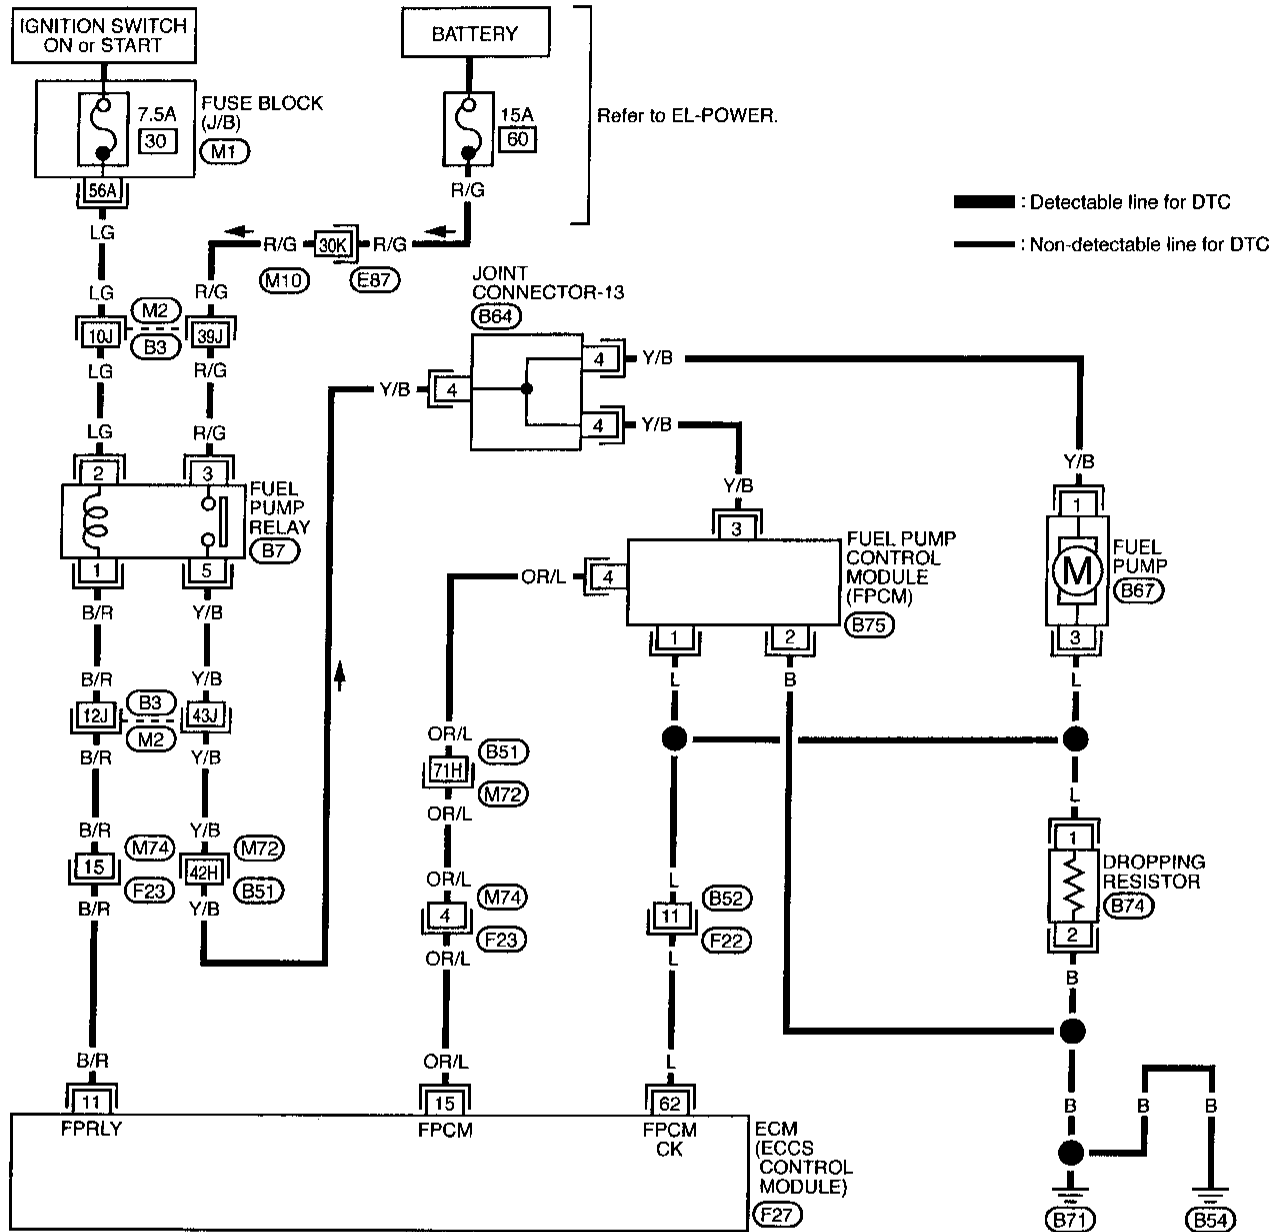 IGNITION SWITCH
ON or START
BATTERY
7.5A
30
FUSE BLOCK
(J/B)
M1
15A
60
Refer to EL-POWER.
56A
R/G
: Detectable line for DTC
: Non-detectable line for DTC
LG
R/G
30K
R/G
M10
E87
JOINT
CONNECTOR-13
B64
LG
R/G
M2
10J
39J
B3
LG
R/G
4
Y/B
Y/B
4
4
Y/B
LG
R/G
2
3
Y/B
Y/B
1
3
FUEL
PUMP
RELAY
B7
1
5
FUEL PUMP
CONTROL
MODULE
(FPCM)
B75
M
FUEL
PUMP
B67
OR/L
4
B/R
Y/B
1
2
3
L
B
L
B/R
Y/B
B3
12J
43J
M2
B/R
Y/B
OR/L
B51
71H
M72
OR/L
L
B/R
Y/B
M74
M72
15
42H
F23
B51
B/R
Y/B
1
DROPPING
RESISTOR
B74
2
OR/L
M74
4
F23
OR/L
L
B52
11
F22
L
B
B/R
OR/L
L
11
15
62
FPRLY
FPCM
FPCM
CK
ECM
(ECCS
CONTROL
MODULE)
F27
B
B
B
B71
B54